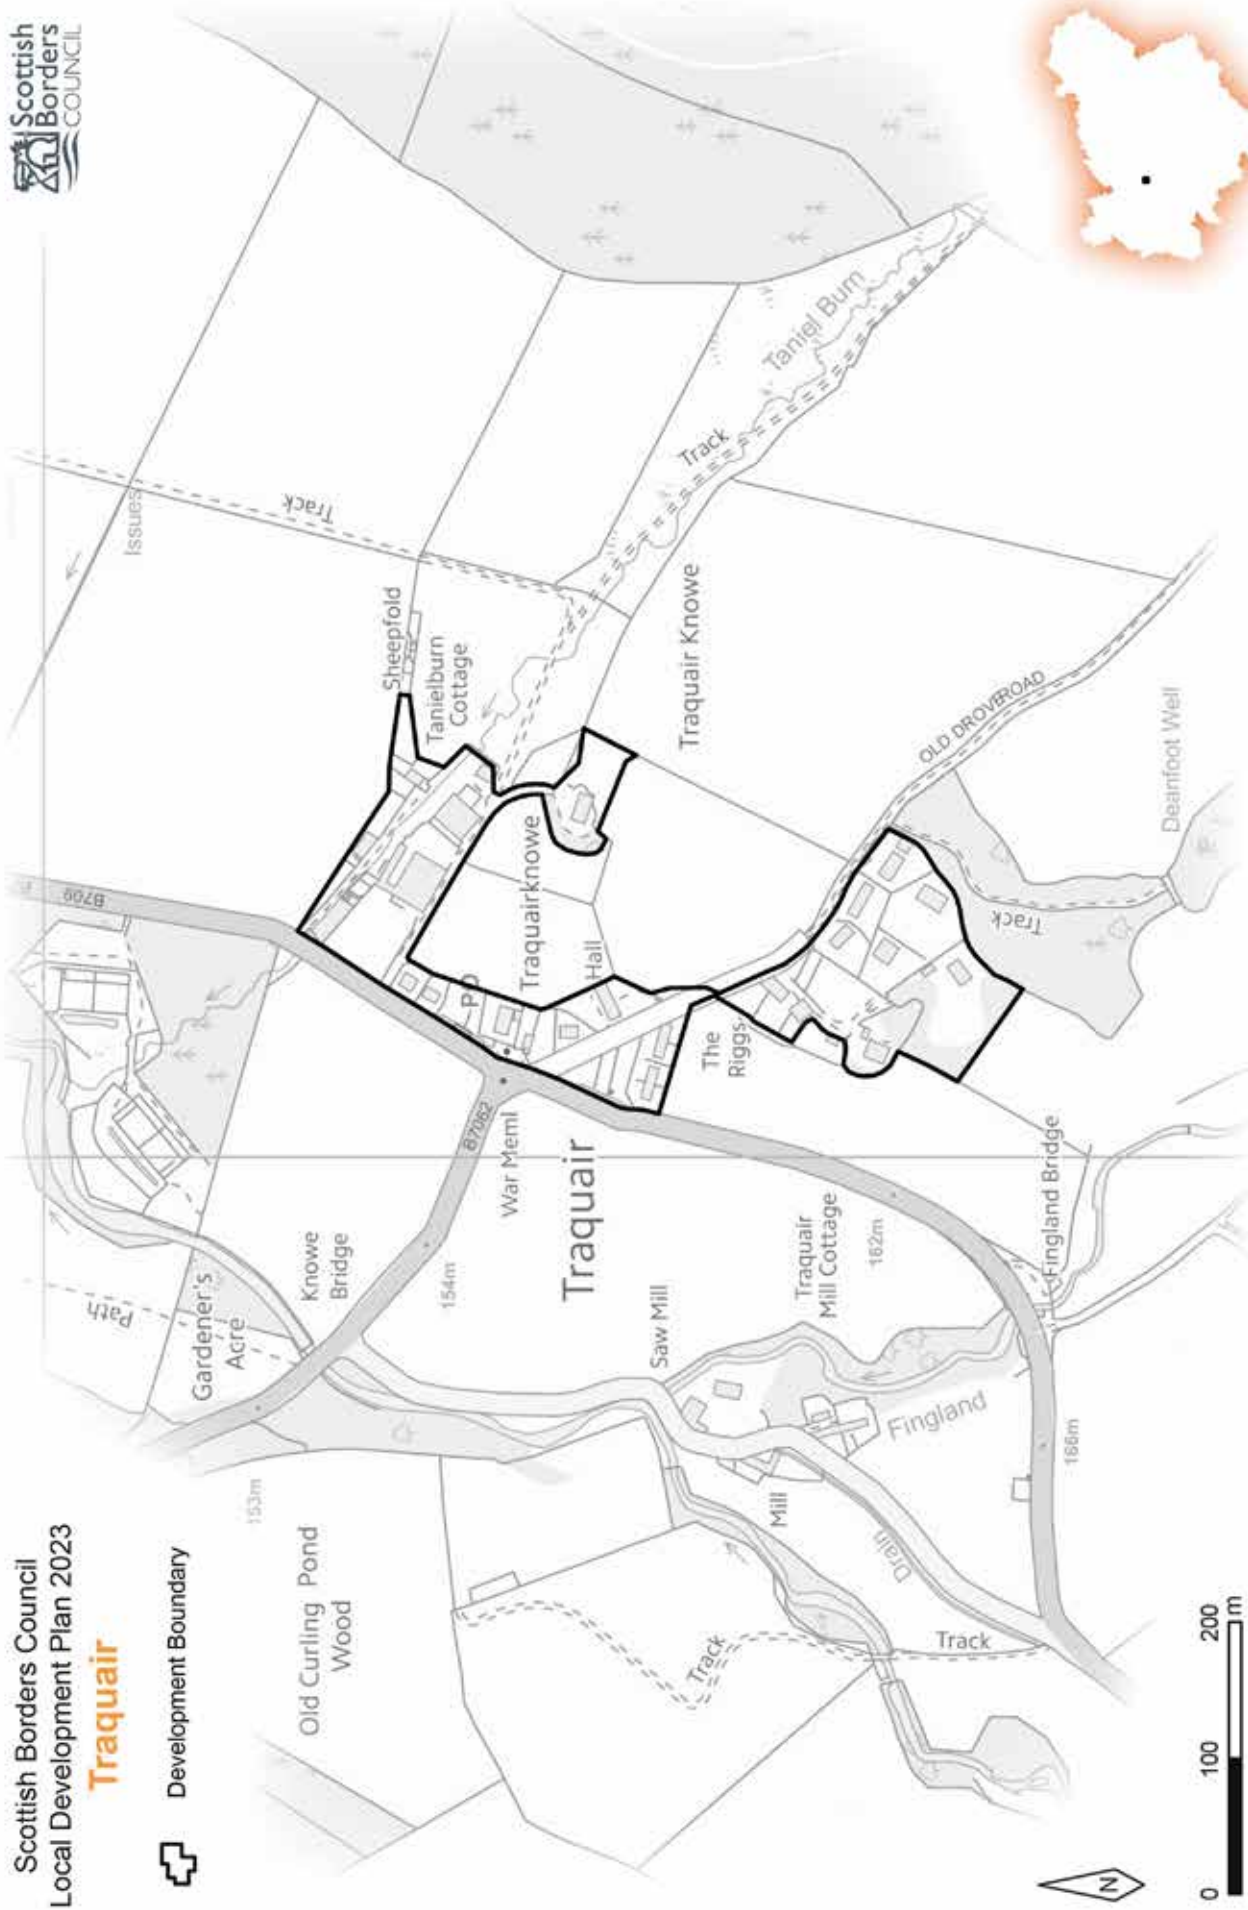 Scottish Borders Council
Local Development Plan 2023
Traquair
Development Boundary
Scottish
Borders
COUNCIL
153m
Old Curling Pond
Wood
Gardener's
Acre
Path
Knowe
Bridge
154m
B7062
War Meml
B709
Issues
Track
Sheepfold
Tanielburn
Cottage
PO
Traquairknowe
Hall
Traquair
The
Riggs
Traquair Knowe
Track
Taniel Burn
Saw Mill
Mill
Traquair
Mill Cottage
162m
Fingland
Drain
Track
Track
166m
Fingland Bridge
OLD DROVE ROAD
Track
Deanfoot Well
N
0
100
200
m